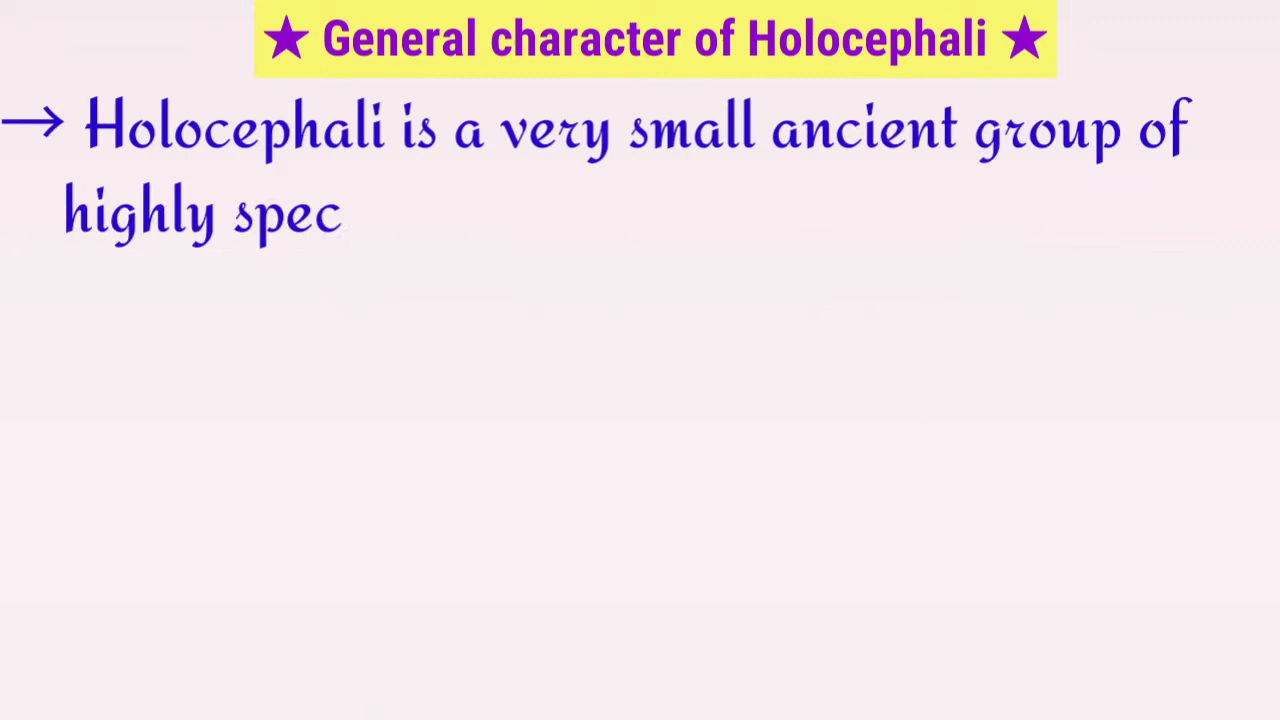 ★ General character of Holocephali ★
→ Holocephali is a very small ancient group of
highly spec